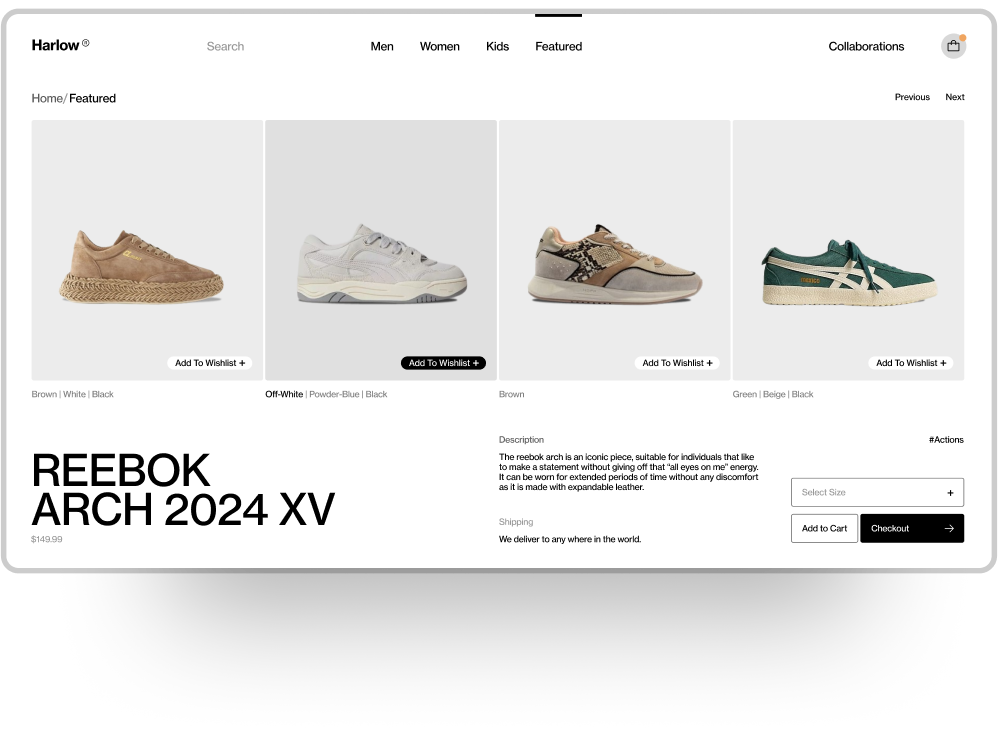 Harlow ®
Search
Men
Women
Kids
Featured
Collaborations
Home/ Featured
Previous
Next
Add To Wishlist +
Add To Wishlist +
Add To Wishlist +
Add To Wishlist +
Brown | White | Black
Off-White | Powder-Blue | Black
Brown
Green | Beige | Black
REEBOK
ARCH 2024 XV
$149.99
Description
The reebok arch is an iconic piece, suitable for individuals that like
to make a statement without giving off that “all eyes on me” energy.
It can be worn for extended periods of time without any discomfort
as it is made with expandable leather.
Shipping
We deliver to any where in the world.
#Actions
Select Size +
Add to Cart
Checkout →